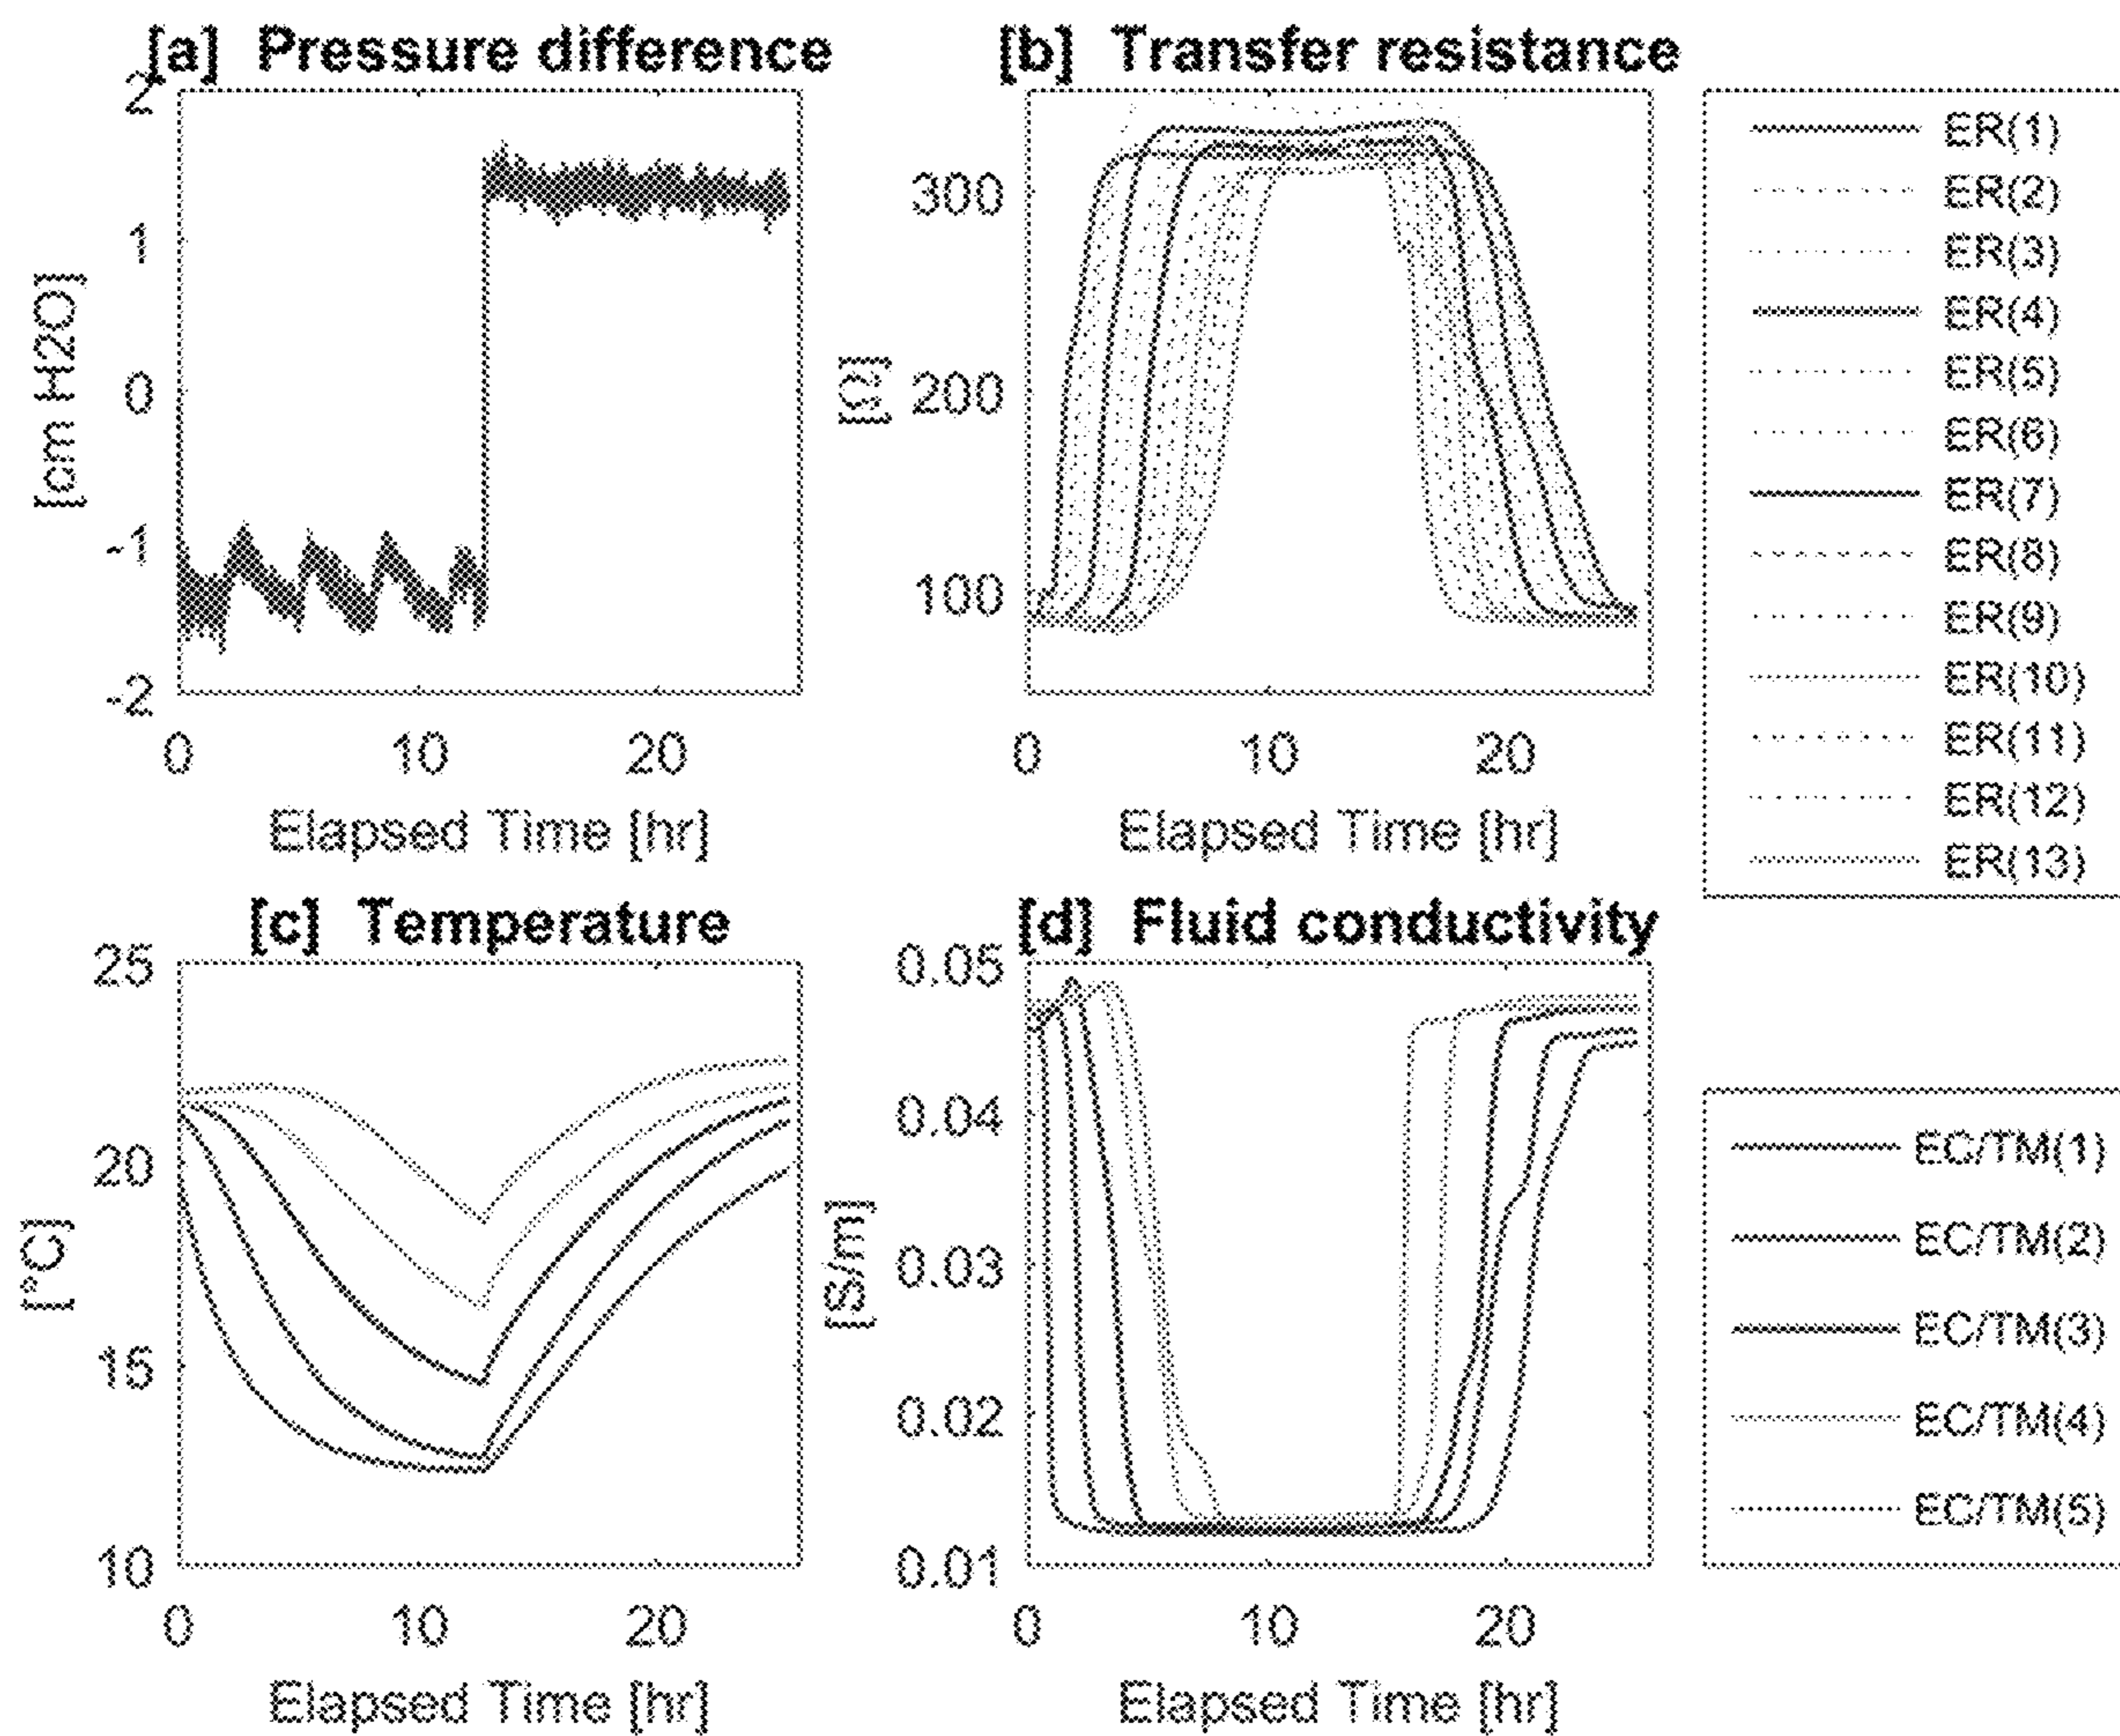 [a] Pressure difference
2
1
0
-1
-2
[cm H2O]
0 10 20
Elapsed Time [hr]
[b] Transfer resistance
300
200
100
[Ω]
0 10 20
Elapsed Time [hr]
ER(1)
ER(2)
ER(3)
ER(4)
ER(5)
ER(6)
ER(7)
ER(8)
ER(9)
ER(10)
ER(11)
ER(12)
ER(13)
[c] Temperature
25
20
15
10
[°C]
0 10 20
Elapsed Time [hr]
[d] Fluid conductivity
0.05
0.04
0.03
0.02
0.01
[S/m]
0 10 20
Elapsed Time [hr]
EC/TM(1)
EC/TM(2)
EC/TM(3)
EC/TM(4)
EC/TM(5)